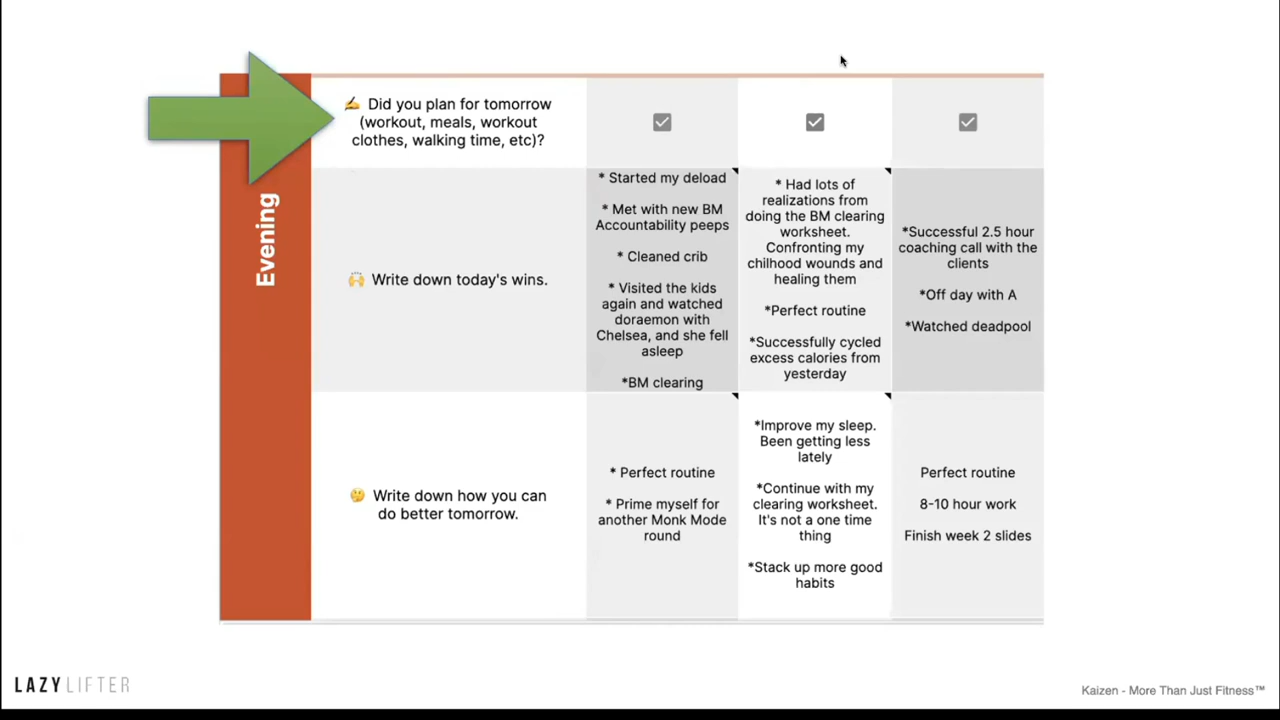 ✍️ Did you plan for tomorrow
(workout, meals, workout
clothes, walking time, etc)?
Evening
🙌 Write down today's wins.
* Started my deload
* Met with new BM
Accountability peeps
* Cleaned crib
* Visited the kids
again and watched
doraemon with
Chelsea, and she fell
asleep
*BM clearing
* Had lots of
realizations from
doing the BM clearing
worksheet.
Confronting my
chilhood wounds and
healing them
*Perfect routine
*Successfully cycled
excess calories from
yesterday
*Successful 2.5 hour
coaching call with the
clients
*Off day with A
*Watched deadpool
🤔 Write down how you can
do better tomorrow.
* Perfect routine
* Prime myself for
another Monk Mode
round
*Improve my sleep.
Been getting less
lately
*Continue with my
clearing worksheet.
It's not a one time
thing
*Stack up more good
habits
Perfect routine
8-10 hour work
Finish week 2 slides
LAZYLIFTER
Kaizen - More Than Just Fitness™